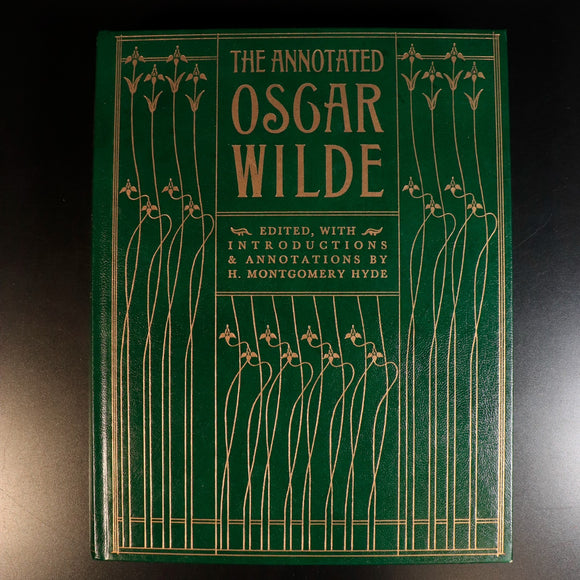 THE ANNOTATED
OSCAR
WILDE
EDITED, WITH
INTRODUCTIONS
& ANNOTATIONS BY
H. MONTGOMERY HYDE